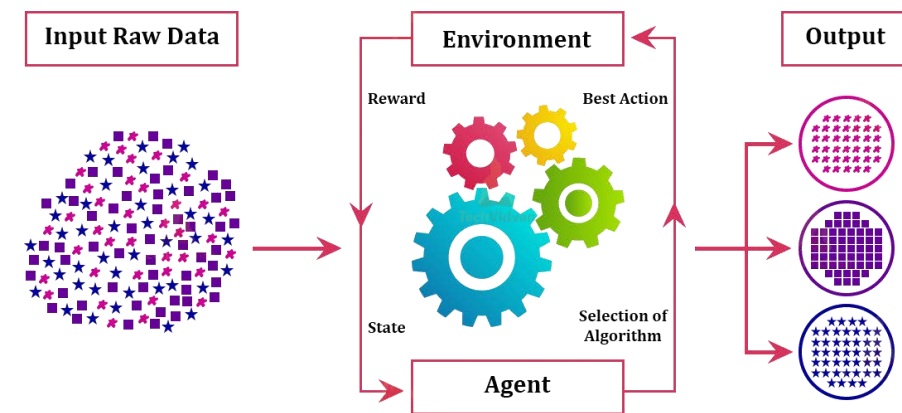 Input Raw Data
Environment
Output
Reward
Best Action
State
Selection of
Algorithm
Agent